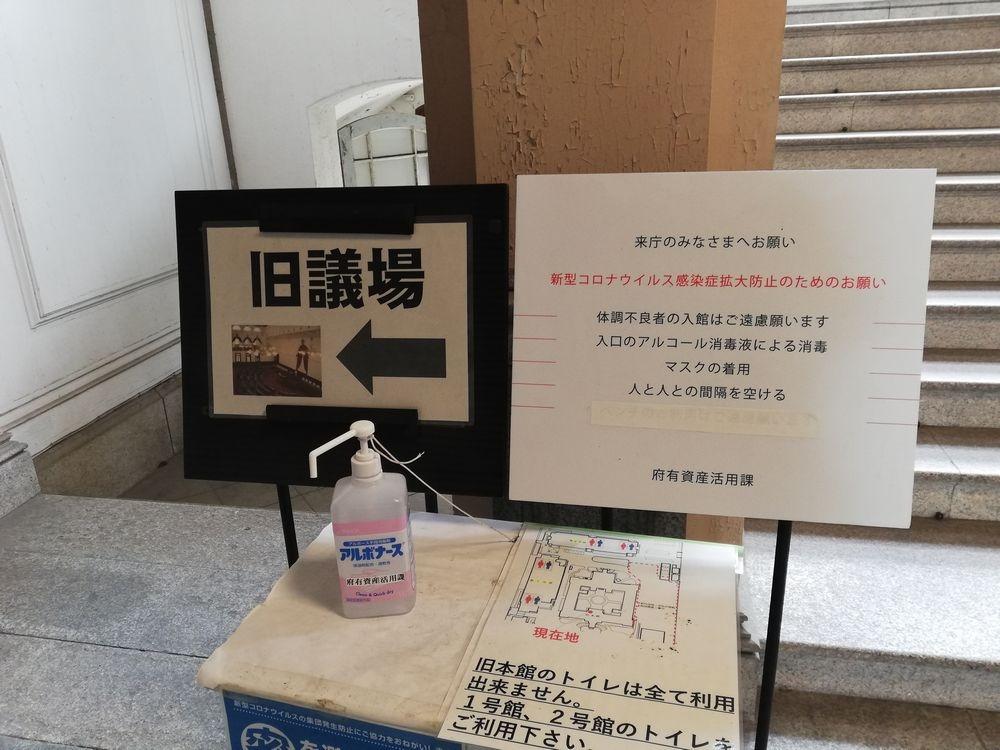 旧議場
来庁のみなさまへお願い
新型コロナウイルス感染症拡大防止のためのお願い
体調不良者の入館はご遠慮願います
入口のアルコール消毒液による消毒
マスクの着用
人と人との間隔を空ける
府有資産活用課
アルボナース
府有資産活用課
Clean & Quick dry
現在地
旧本館のトイレは全て利用
出来ません。
1号館、2号館のトイレを
ご利用下さい。
新型コロナウイルスの集団発生防止にご協力をおねがいし